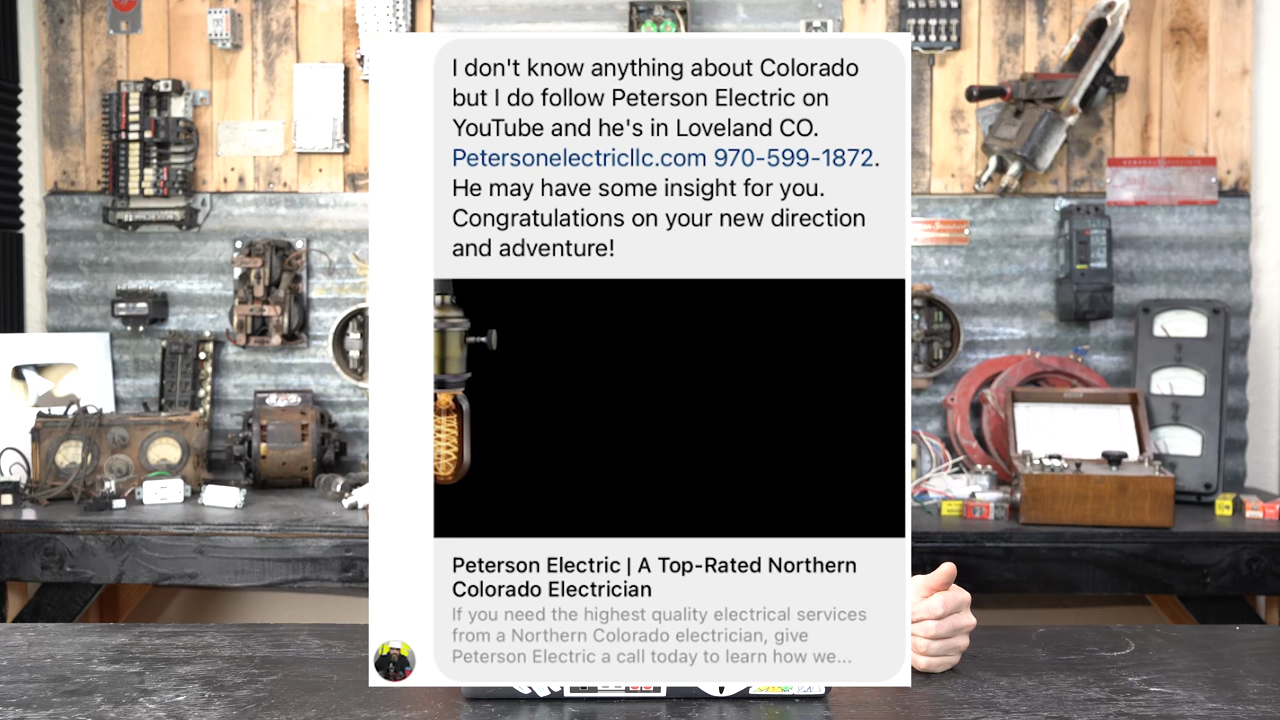 I don't know anything about Colorado
but I do follow Peterson Electric on
YouTube and he's in Loveland CO.
Petersonelectricllc.com 970-599-1872.
He may have some insight for you.
Congratulations on your new direction
and adventure!
Peterson Electric | A Top-Rated Northern
Colorado Electrician
If you need the highest quality electrical services
from a Northern Colorado electrician, give
Peterson Electric a call today to learn how we...